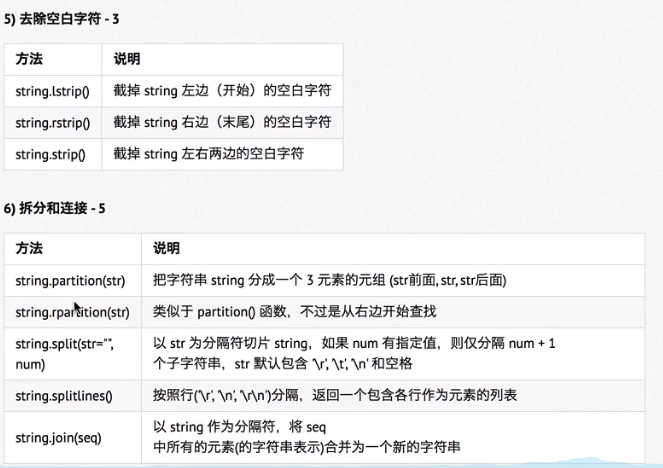 5) 去除空白字符 - 3
方法 说明
string.lstrip() 截掉 string 左边（开始）的空白字符
string.rstrip() 截掉 string 右边（末尾）的空白字符
string.strip() 截掉 string 左右两边的空白字符
6) 拆分和连接 - 5
方法 说明
string.partition(str) 把字符串 string 分成一个 3 元素的元组 (str前面, str, str后面)
string.rpartition(str) 类似于 partition() 函数，不过是从右边开始查找
string.split(str="", num) 以 str 为分隔符切片 string，如果 num 有指定值，则仅分隔 num + 1
个子字符串，str 默认包含 '\r', '\t', '\n' 和空格
string.splitlines() 按照行('\r', '\n', '\r\n')分隔，返回一个包含各行作为元素的列表
string.join(seq) 以 string 作为分隔符，将 seq
中所有的元素(的字符串表示)合并为一个新的字符串